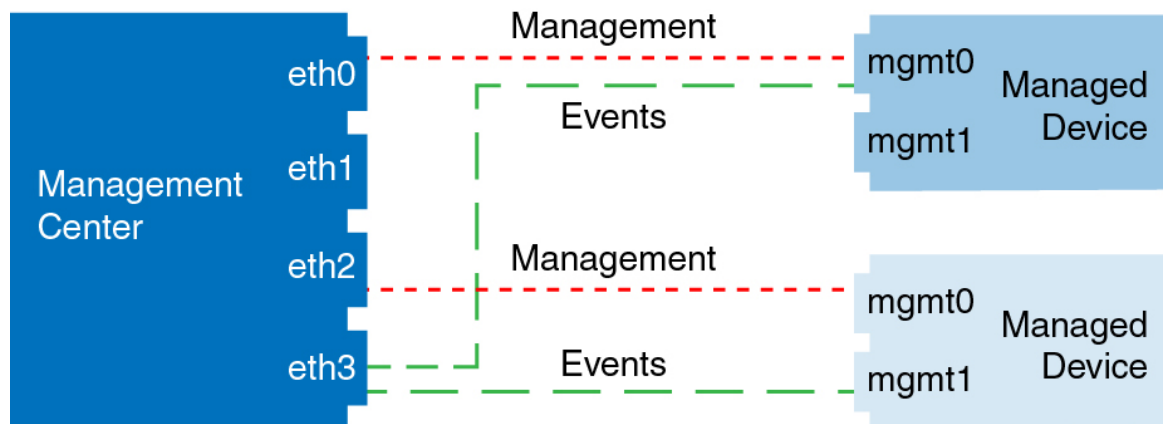 Management
eth0
mgmt0
Managed
Device
Events
mgmt1
eth1
Management
Center
eth2
Management
mgmt0
Managed
Device
eth3
Events
mgmt1